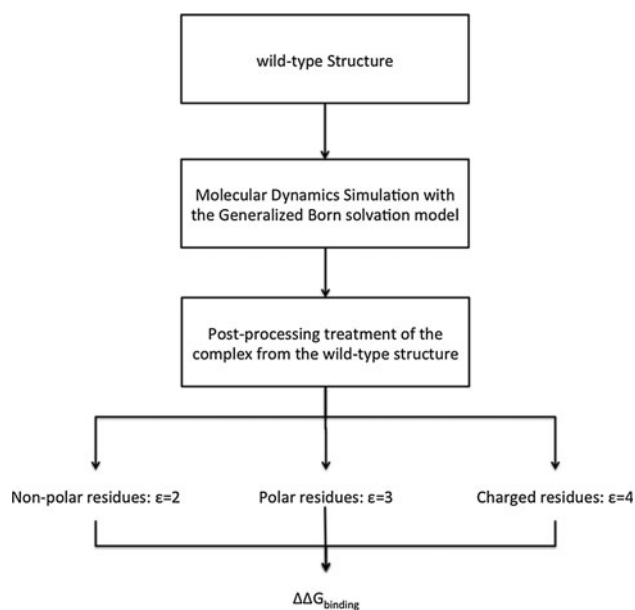 wild-type Structure
Molecular Dynamics Simulation with
the Generalized Born solvation model
Post-processing treatment of the
complex from the wild-type structure
Non-polar residues: ε=2
Polar residues: ε=3
Charged residues: ε=4
ΔΔG_binding